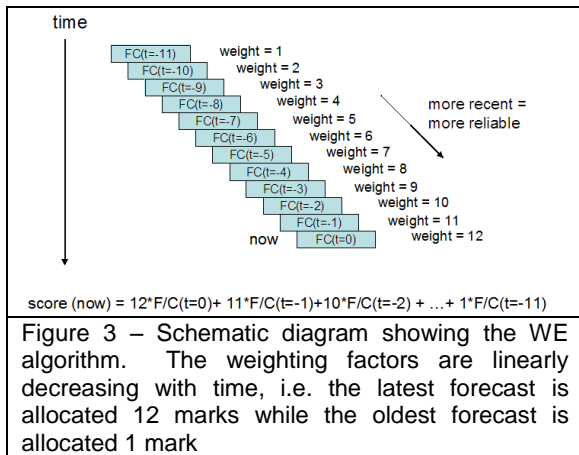 time
FC(t=-11) weight = 1
FC(t=-10) weight = 2
FC(t=-9) weight = 3
FC(t=-8) weight = 4
FC(t=-7) weight = 5
FC(t=-6) weight = 6
FC(t=-5) weight = 7
FC(t=-4) weight = 8
FC(t=-3) weight = 9
FC(t=-2) weight = 10
FC(t=-1) weight = 11
now FC(t=0) weight = 12
more recent =
more reliable
score (now) = 12*F/C(t=0)+ 11*F/C(t=-1)+10*F/C(t=-2) + ...+ 1*F/C(t=-11)
Figure 3 – Schematic diagram showing the WE
algorithm. The weighting factors are linearly
decreasing with time, i.e. the latest forecast is
allocated 12 marks while the oldest forecast is
allocated 1 mark